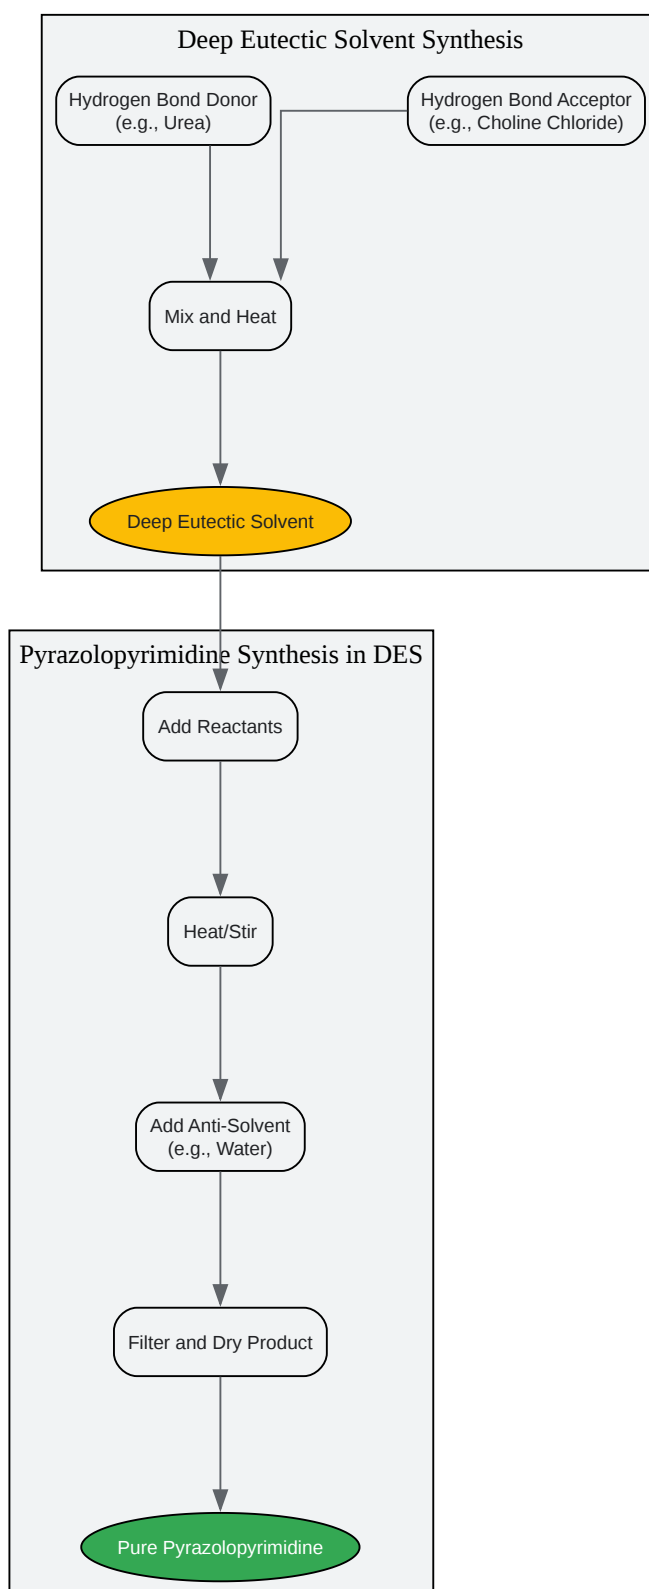 Deep Eutectic Solvent Synthesis
Hydrogen Bond Donor
(e.g., Urea)
Hydrogen Bond Acceptor
(e.g., Choline Chloride)
Mix and Heat
Deep Eutectic Solvent
Pyrazolopyrimidine Synthesis in DES
Add Reactants
Heat/Stir
Add Anti-Solvent
(e.g., Water)
Filter and Dry Product
Pure Pyrazolopyrimidine